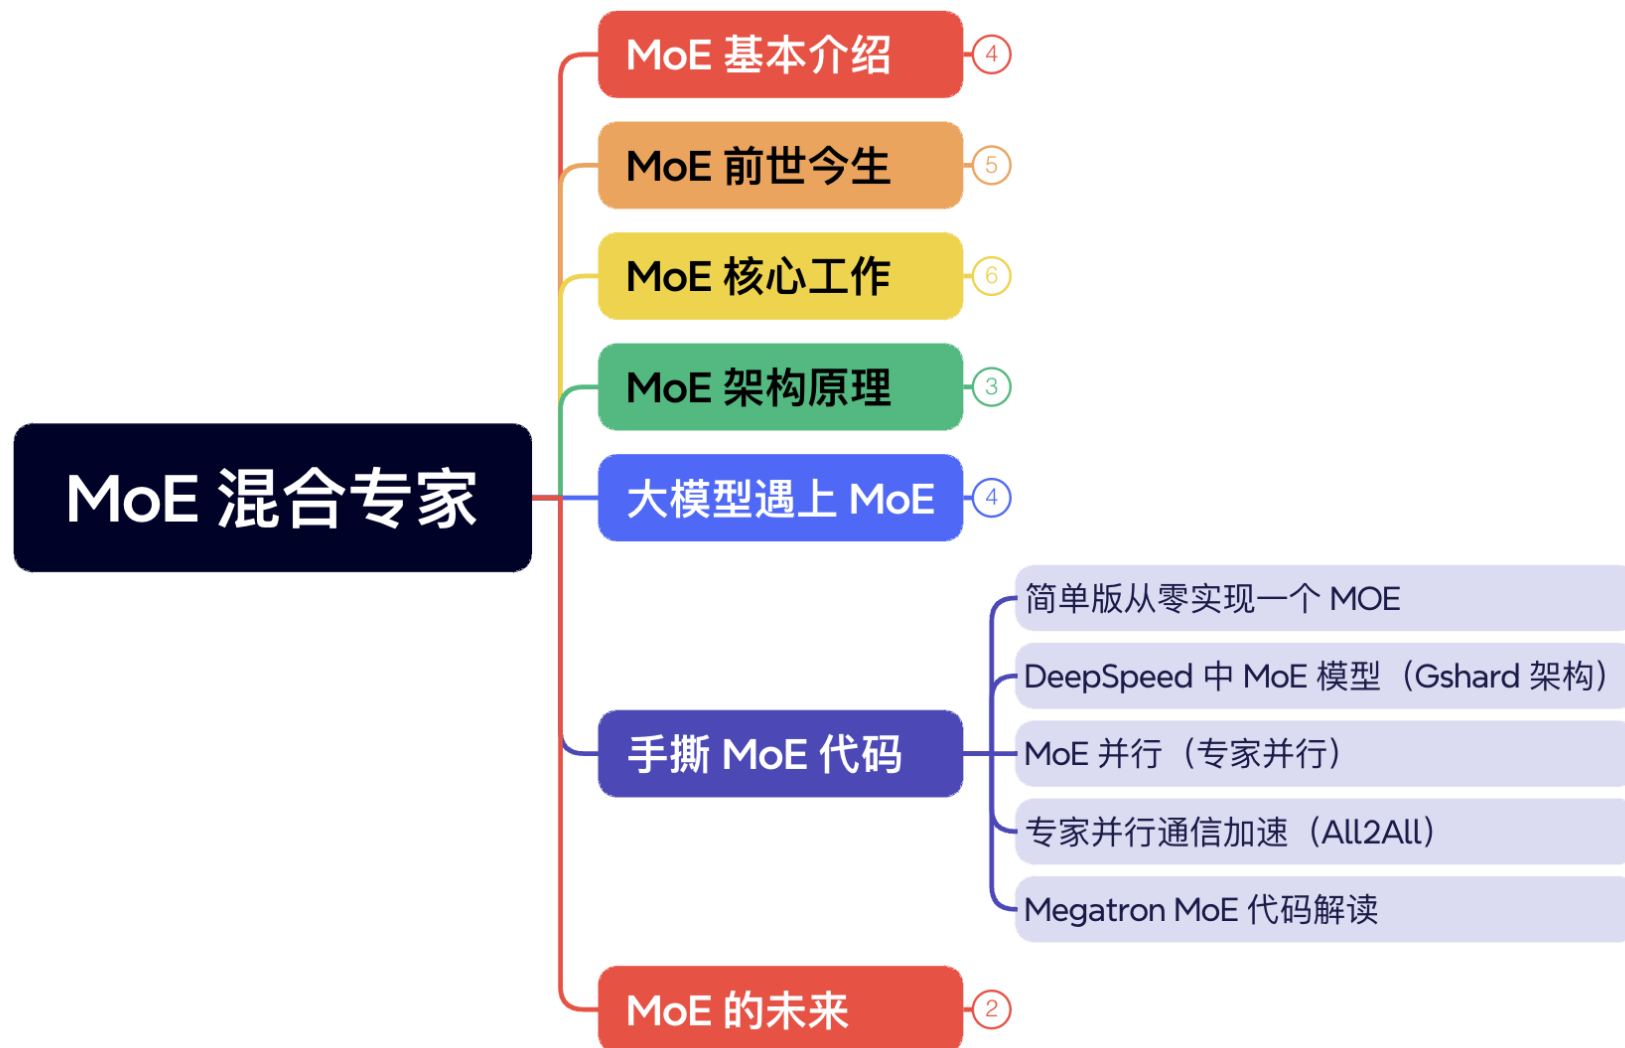 MoE 基本介绍
4
MoE 前世今生
5
MoE 核心工作
6
MoE 架构原理
3
MoE 混合专家
大模型遇上 MoE
4
简单版从零实现一个 MOE
DeepSpeed 中 MoE 模型（Gshard 架构）
手撕 MoE 代码
MoE 并行（专家并行）
专家并行通信加速（All2All）
Megatron MoE 代码解读
MoE 的未来
2